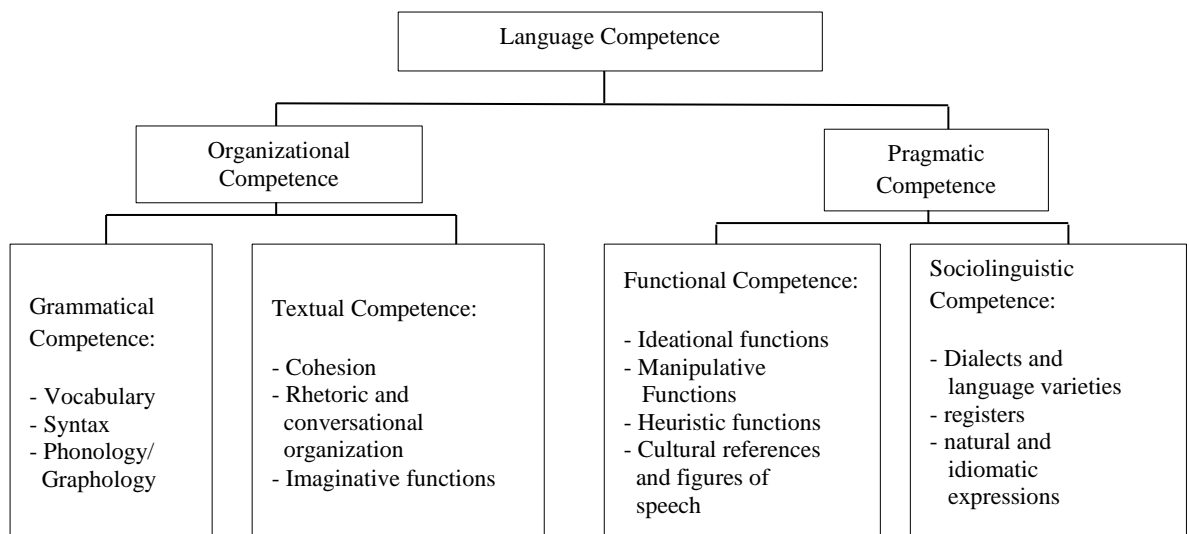 Language Competence
Organizational
Competence
Pragmatic
Competence
Grammatical
Competence:
- Vocabulary
- Syntax
- Phonology/
Graphology
Textual Competence:
- Cohesion
- Rhetoric and
conversational
organization
- Imaginative functions
Functional Competence:
- Ideational functions
- Manipulative
Functions
- Heuristic functions
- Cultural references
and figures of
speech
Sociolinguistic
Competence:
- Dialects and
language varieties
- registers
- natural and
idiomatic
expressions